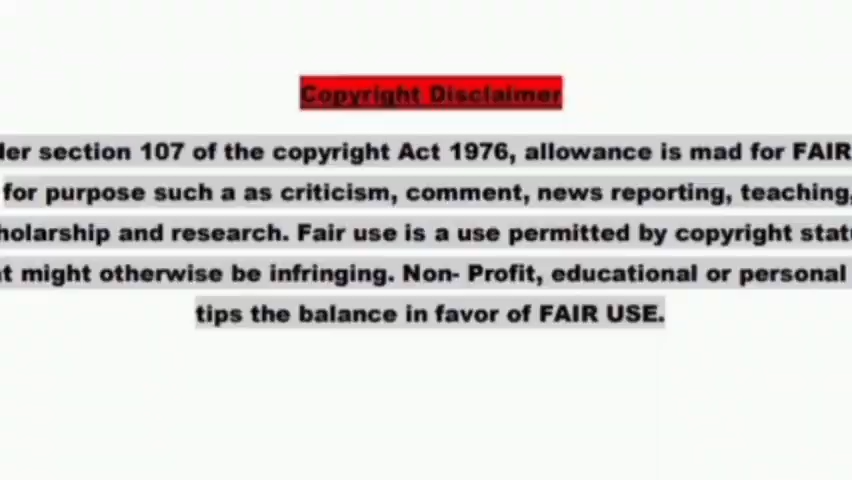 Copyright Disclaimer
ler section 107 of the copyright Act 1976, allowance is mad for FAIR
for purpose such a as criticism, comment, news reporting, teaching,
holarship and research. Fair use is a use permitted by copyright statu
t might otherwise be infringing. Non- Profit, educational or personal
tips the balance in favor of FAIR USE.